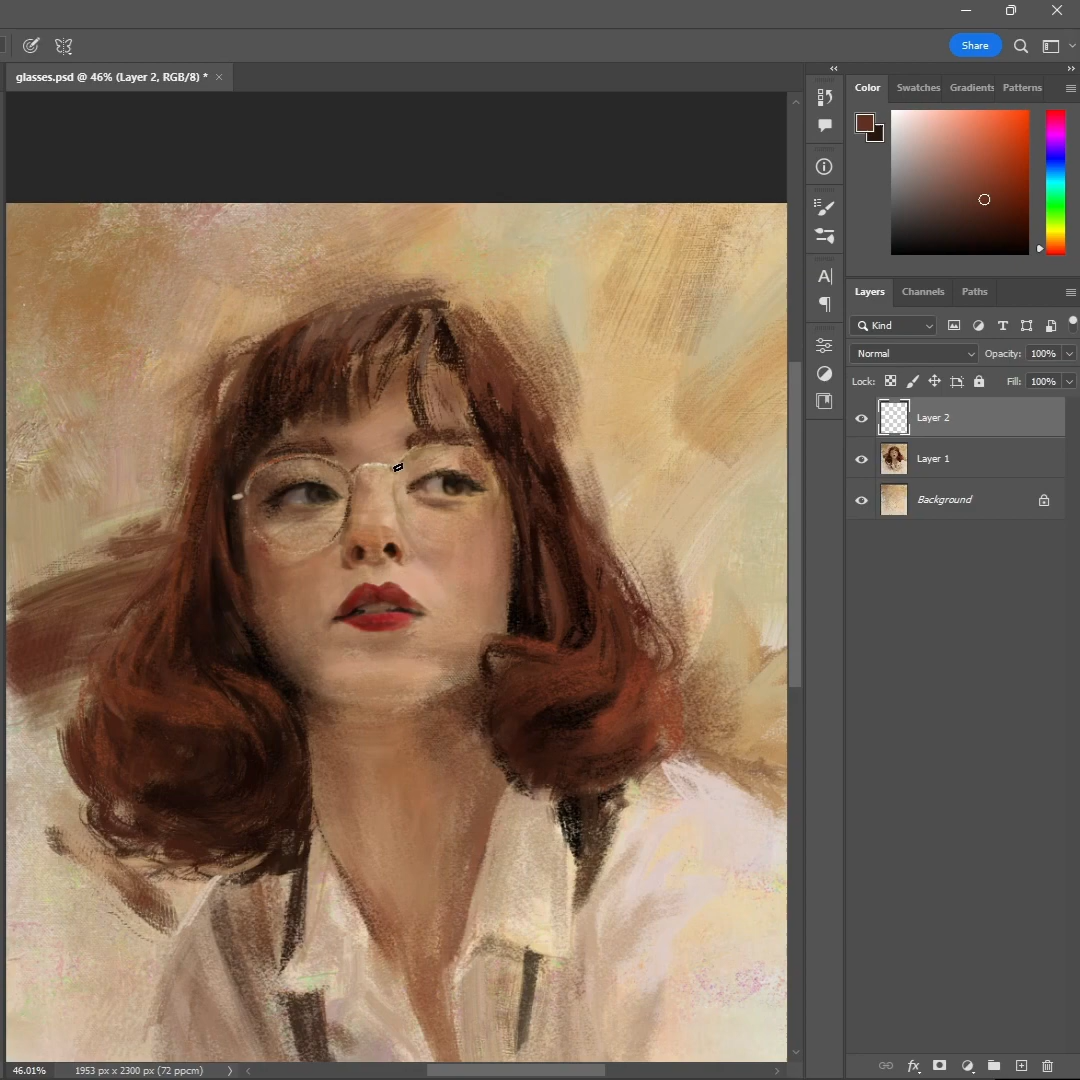 Share
glasses.psd @ 46% (Layer 2, RGB/8) *
Color Swatches Gradients Patterns
A
Layers Channels Paths
Kind
T
Normal Opacity: 100%
Lock: Fill: 100%
Layer 2
Layer 1
Background
fx
46.01% 1953 px x 2300 px (72 ppcm)